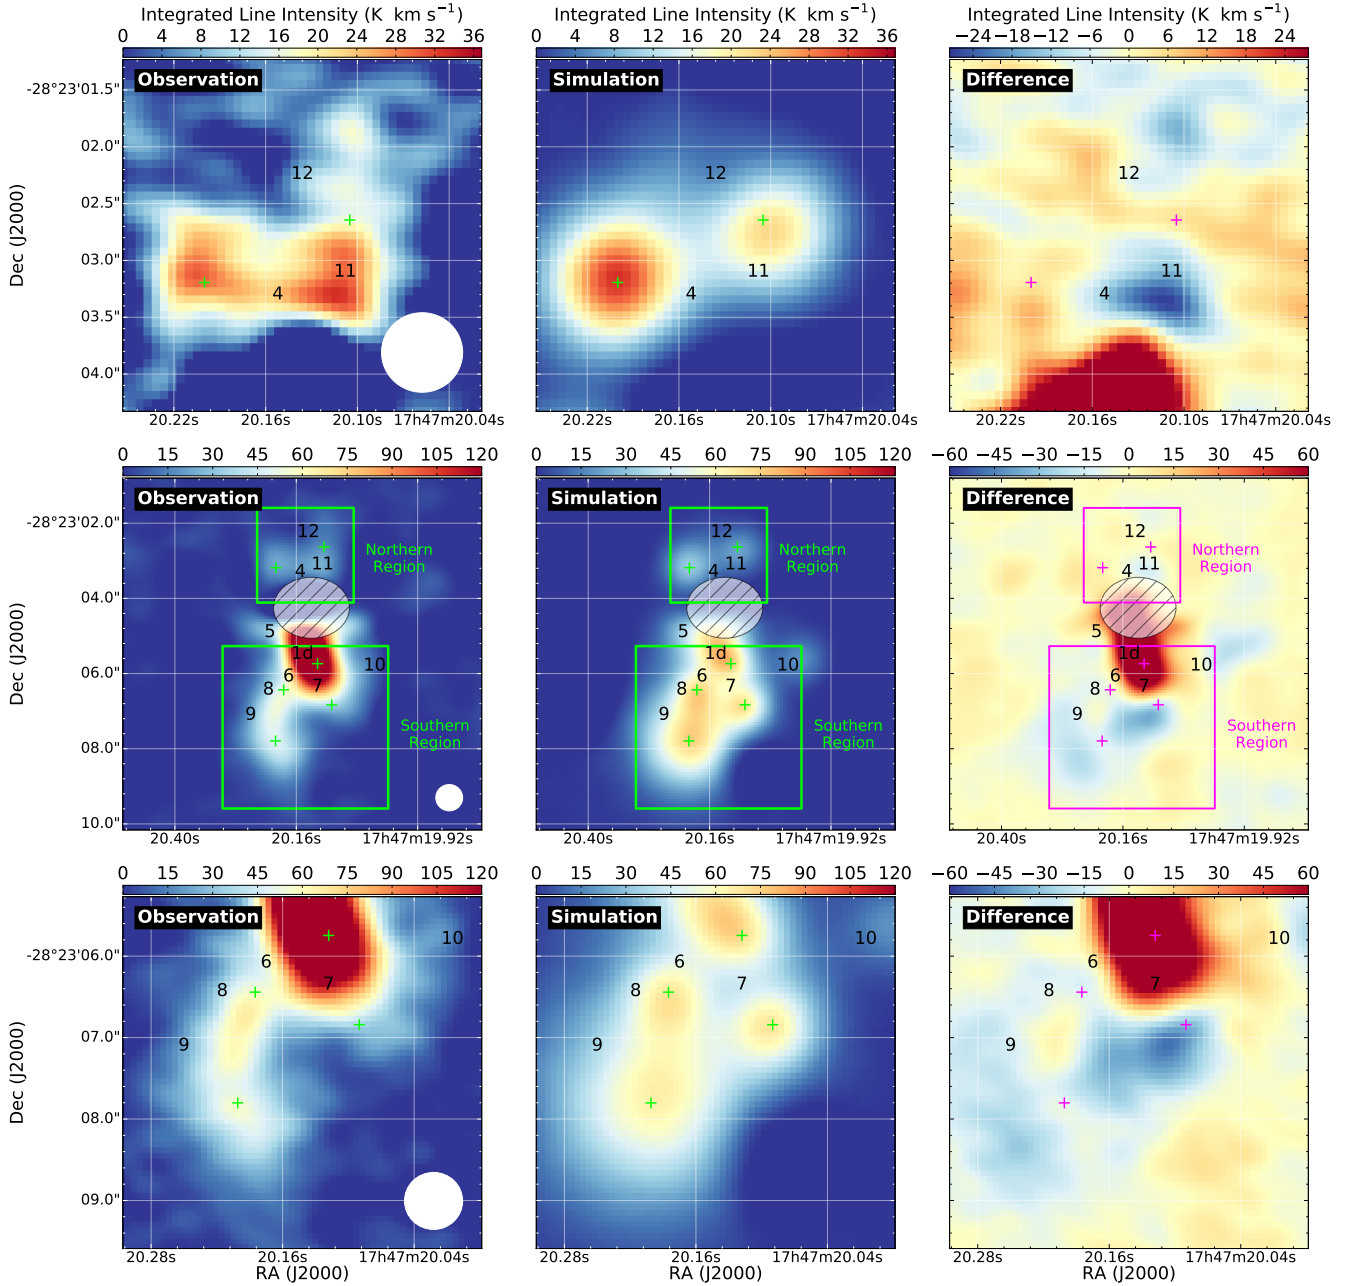 Integrated Line Intensity (K km s⁻¹)
Integrated Line Intensity (K km s⁻¹)
Integrated Line Intensity (K km s⁻¹)
0 4 8 12 16 20 24 28 32 36
0 4 8 12 16 20 24 28 32 36
−24 −18 −12 −6 0 6 12 18 24
Observation
Simulation
Difference
-28°23'01.5"
02.0"
02.5"
03.0"
03.5"
04.0"
Dec (J2000)
12
11
4
12
11
4
12
11
4
20.22s 20.16s 20.10s 17h47m20.04s
20.22s 20.16s 20.10s 17h47m20.04s
20.22s 20.16s 20.10s 17h47m20.04s
0 15 30 45 60 75 90 105 120
0 15 30 45 60 75 90 105 120
−60 −45 −30 −15 0 15 30 45 60
Observation
Simulation
Difference
-28°23'02.0"
04.0"
06.0"
08.0"
10.0"
Dec (J2000)
12
11
4
Northern
Region
5
1d
6
10
8
7
9
Southern
Region
12
11
4
Northern
Region
5
1d
6
10
8
7
9
Southern
Region
12
11
4
Northern
Region
5
1d
6
10
8
7
9
Southern
Region
20.40s 20.16s 17h47m19.92s
20.40s 20.16s 17h47m19.92s
20.40s 20.16s 17h47m19.92s
0 15 30 45 60 75 90 105 120
0 15 30 45 60 75 90 105 120
−60 −45 −30 −15 0 15 30 45 60
Observation
Simulation
Difference
-28°23'06.0"
07.0"
08.0"
09.0"
Dec (J2000)
10
6
8
7
9
10
6
8
7
9
10
6
8
7
9
20.28s 20.16s 17h47m20.04s
20.28s 20.16s 17h47m20.04s
20.28s 20.16s 17h47m20.04s
RA (J2000)
RA (J2000)
RA (J2000)